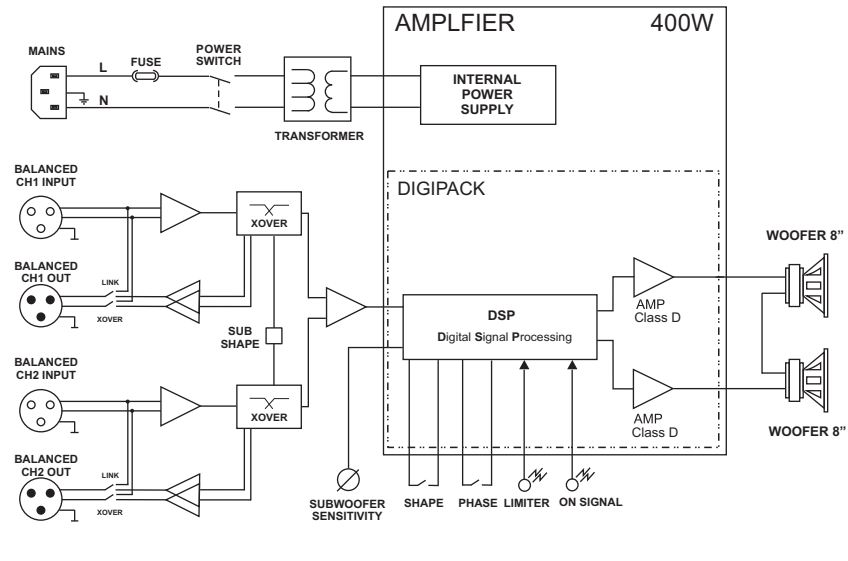 AMPLFIER
400W
MAINS
L
FUSE
POWER
SWITCH
N
TRANSFORMER
INTERNAL
POWER
SUPPLY
BALANCED
CH1 INPUT
XOVER
DIGIPACK
WOOFER 8”
BALANCED
CH1 OUT
LINK
XOVER
SUB
SHAPE
DSP
Digital Signal Processing
AMP
Class D
BALANCED
CH2 INPUT
XOVER
AMP
Class D
WOOFER 8”
BALANCED
CH2 OUT
LINK
XOVER
SUBWOOFER
SENSITIVITY
SHAPE
PHASE
LIMITER
ON SIGNAL